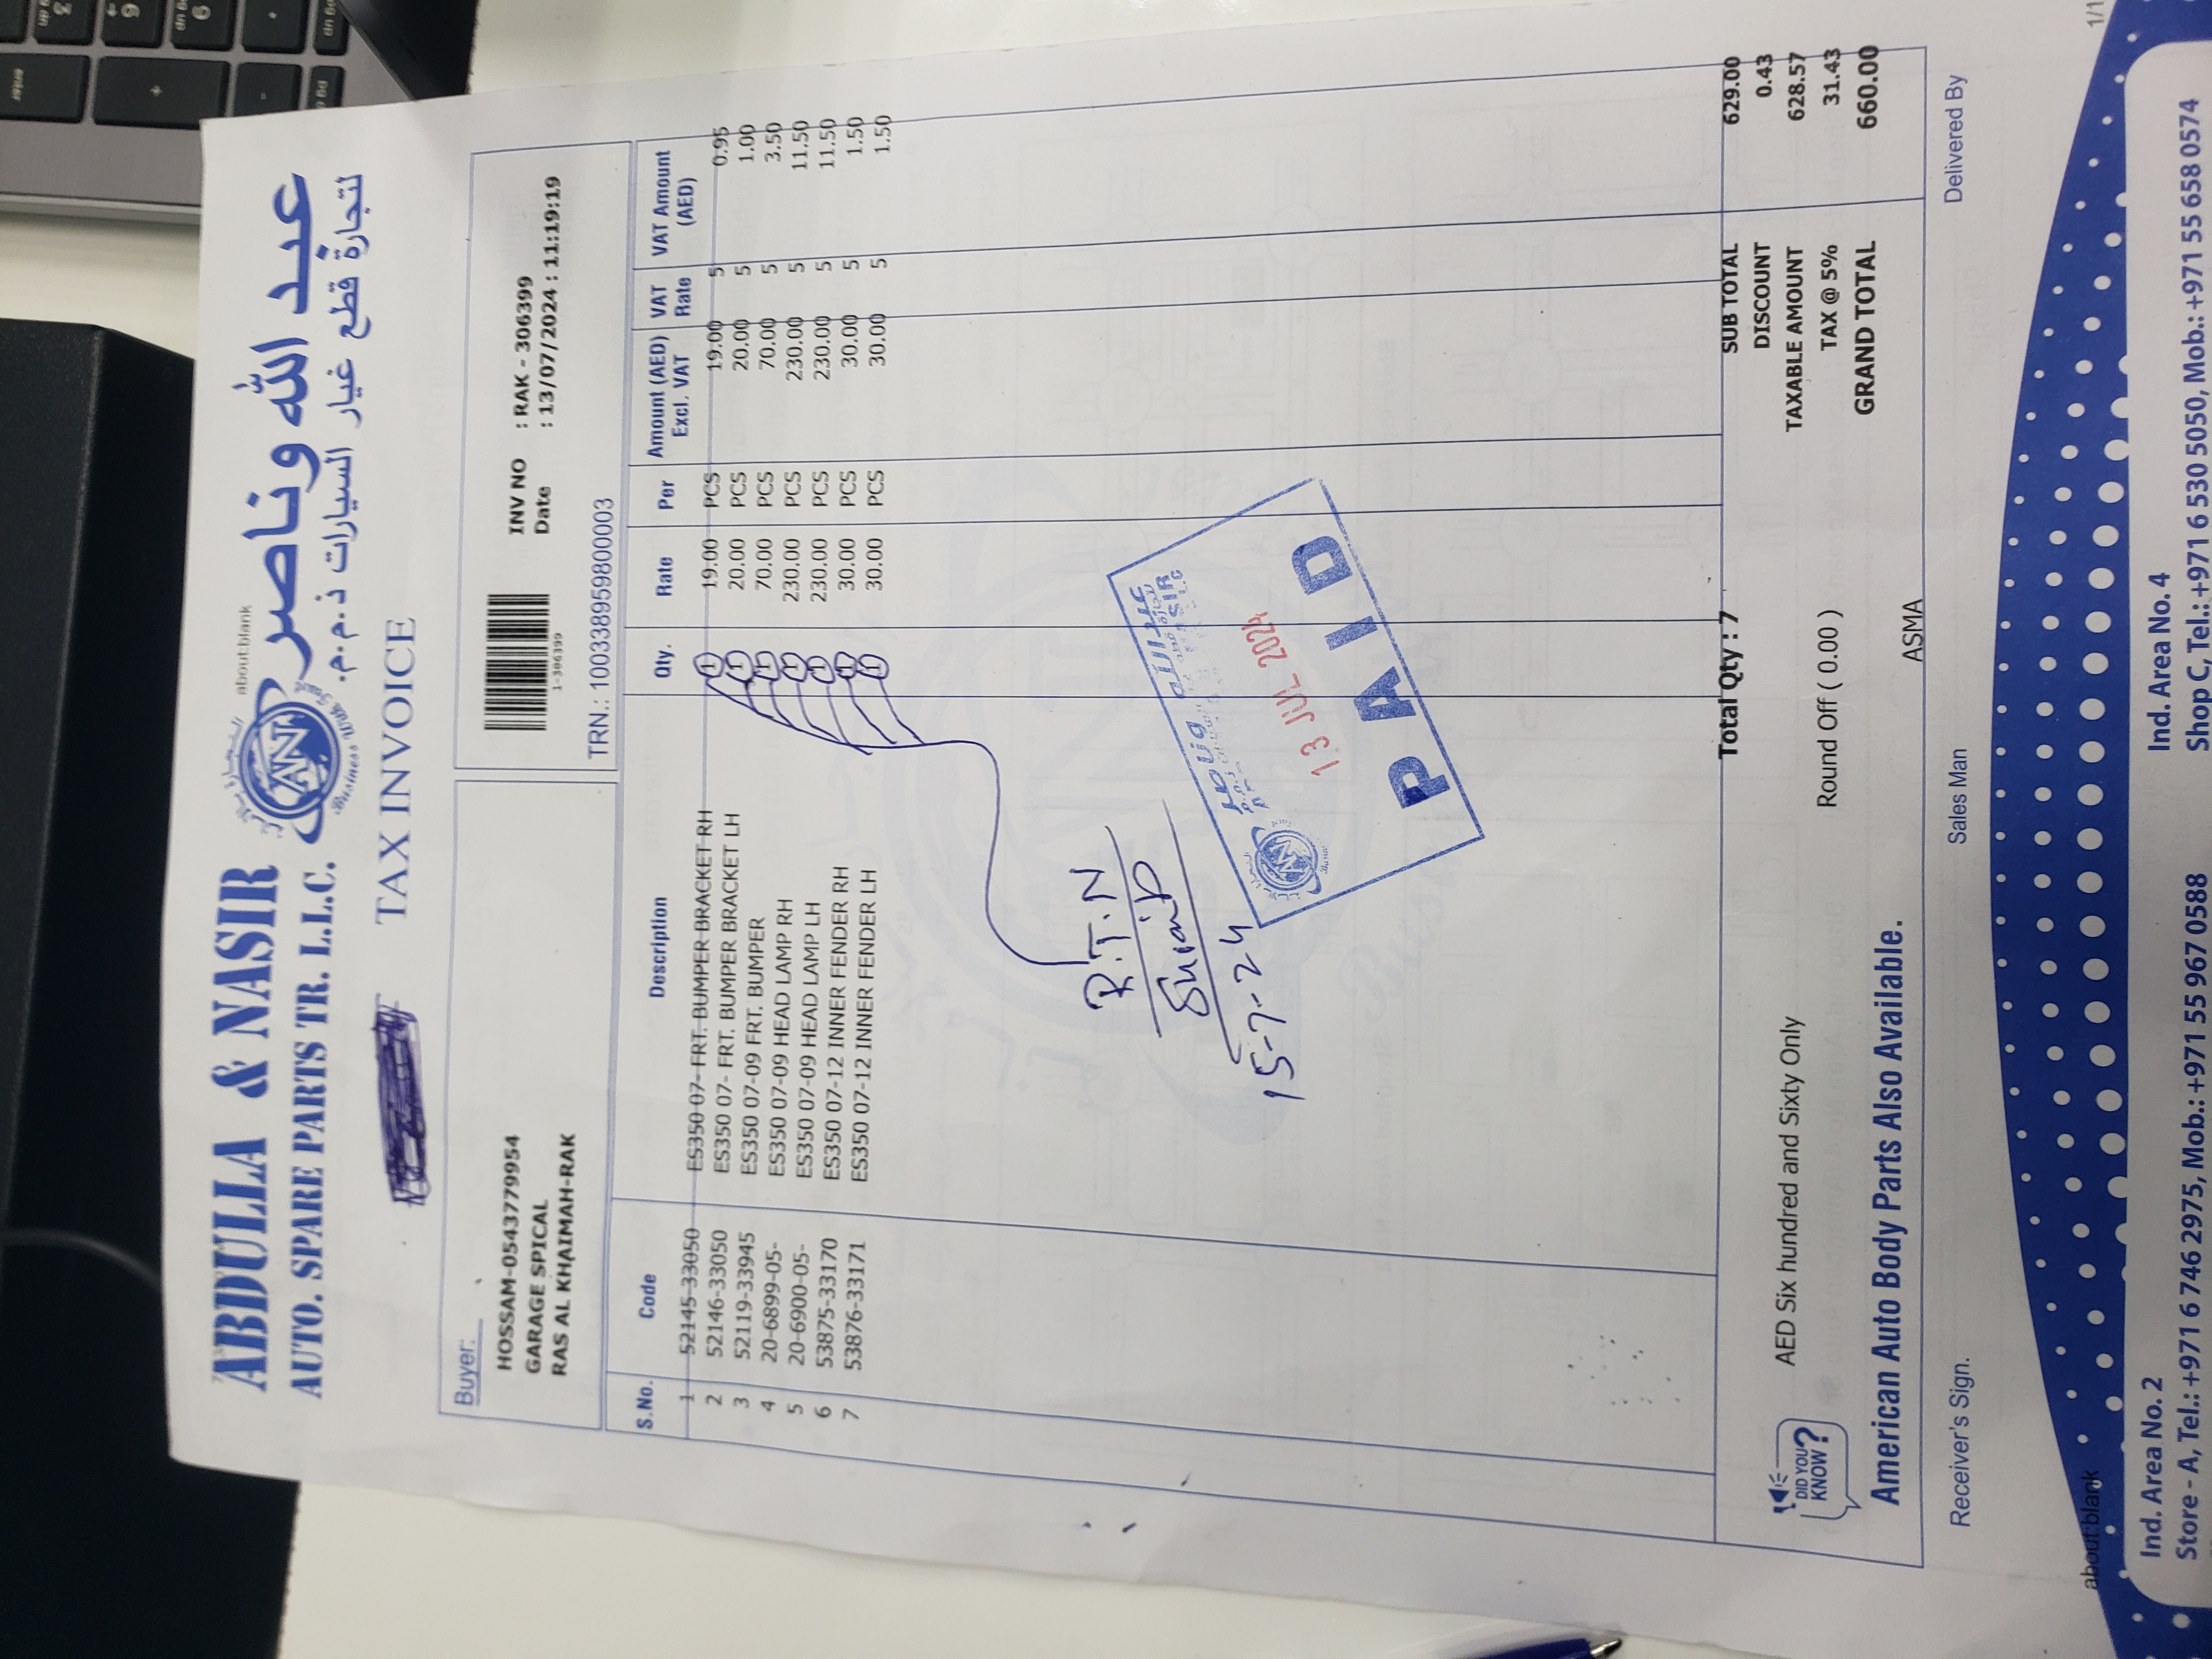 about:blank
ABDULLA & NASIR
AUTO. SPARE PARTS TR. L.L.C.
عبد الله وناصر
لتجارة قطع غيار السيارات ذ.م.م.
AN
TAX INVOICE
Buyer:
HOSSAM-0543779954
GARAGE SPICAL
RAS AL KHAIMAH-RAK
1-306399
INV NO : RAK - 306399
Date : 13/07/2024 : 11:19:19
TRN.: 100338959800003
S.No. Code Description Qty. Rate Per Amount (AED) Excl. VAT VAT Rate VAT Amount (AED)
1 52145-33050 ES350 07- FRT. BUMPER BRACKET RH 1 19.00 PCS 19.00 5 0.95
2 52146-33050 ES350 07- FRT. BUMPER BRACKET LH 1 20.00 PCS 20.00 5 1.00
3 52119-33945 ES350 07-09 FRT. BUMPER 1 70.00 PCS 70.00 5 3.50
4 20-6899-05- ES350 07-09 HEAD LAMP RH 1 230.00 PCS 230.00 5 11.50
5 20-6900-05- ES350 07-09 HEAD LAMP LH 1 230.00 PCS 230.00 5 11.50
6 53875-33170 ES350 07-12 INNER FENDER RH 1 30.00 PCS 30.00 5 1.50
7 53876-33171 ES350 07-12 INNER FENDER LH 1 30.00 PCS 30.00 5 1.50
R.T.N
15-7-24
عبد الله وناصر
13 JUL 2024
PAID
Total Qty : 7
SUB TOTAL 629.00
DISCOUNT 0.43
AED Six hundred and Sixty Only
TAXABLE AMOUNT 628.57
Round Off ( 0.00 )
TAX @ 5% 31.43
GRAND TOTAL 660.00
DID YOU KNOW?
American Auto Body Parts Also Available.
ASMA
Receiver's Sign. Sales Man Delivered By
about:blank 1/1
Ind. Area No. 2
Store - A, Tel.: +971 6 746 2975, Mob.: +971 55 967 0588
Ind. Area No. 4
Shop C, Tel.: +971 6 530 5050, Mob.: +971 55 658 0574